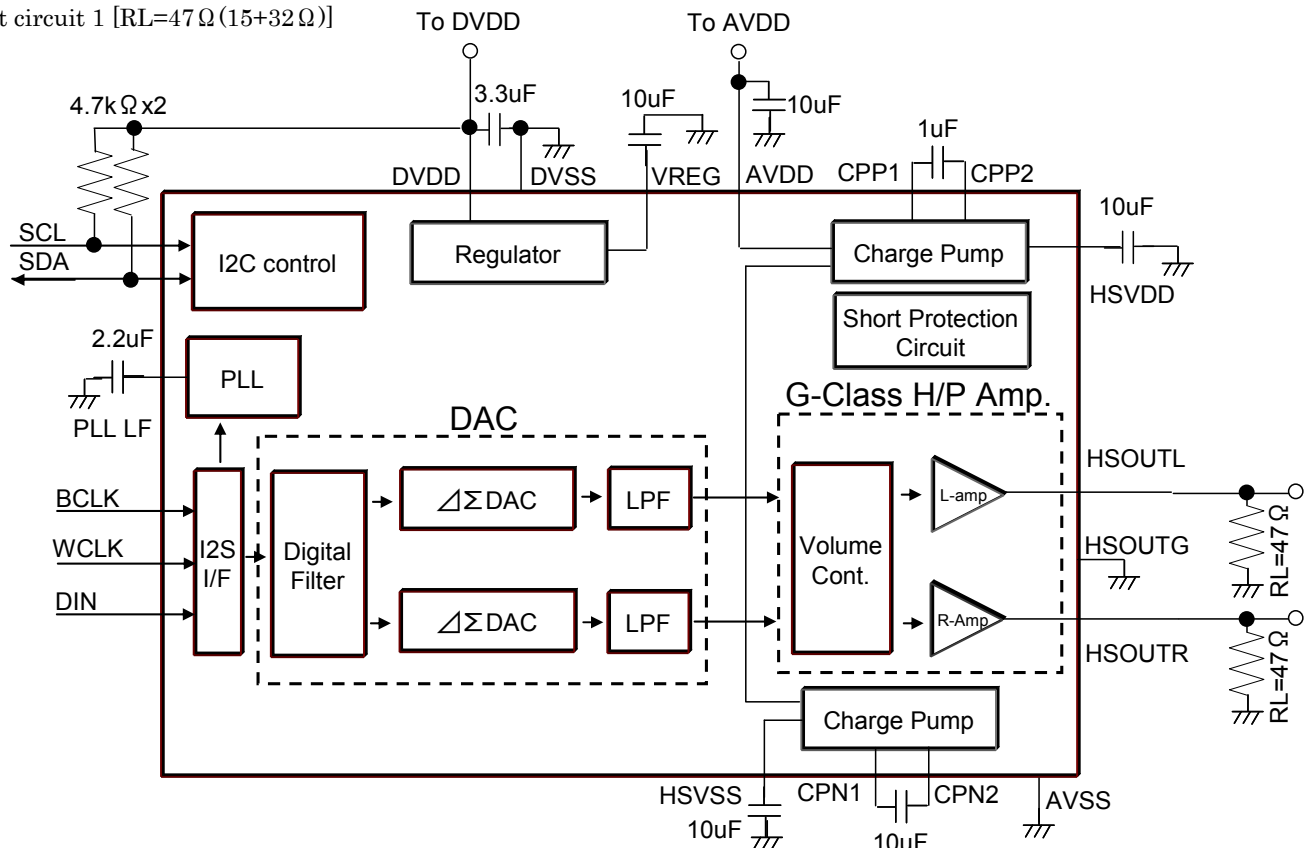 t circuit 1 [RL=47Ω(15+32Ω)]
To DVDD
To AVDD
4.7kΩx2
3.3uF
10uF
10uF
1uF
DVDD
DVSS
VREG
AVDD
CPP1
CPP2
10uF
SCL
SDA
I2C control
Regulator
Charge Pump
HSVDD
Short Protection
Circuit
2.2uF
PLL
PLL LF
DAC
G-Class H/P Amp.
BCLK
WCLK
DIN
I2S
I/F
Digital
Filter
⊿ΣDAC
LPF
⊿ΣDAC
LPF
Volume
Cont.
L-amp
R-Amp
HSOUTL
HSOUTG
HSOUTR
RL=47Ω
RL=47Ω
Charge Pump
HSVSS
10uF
CPN1
CPN2
10uF
AVSS